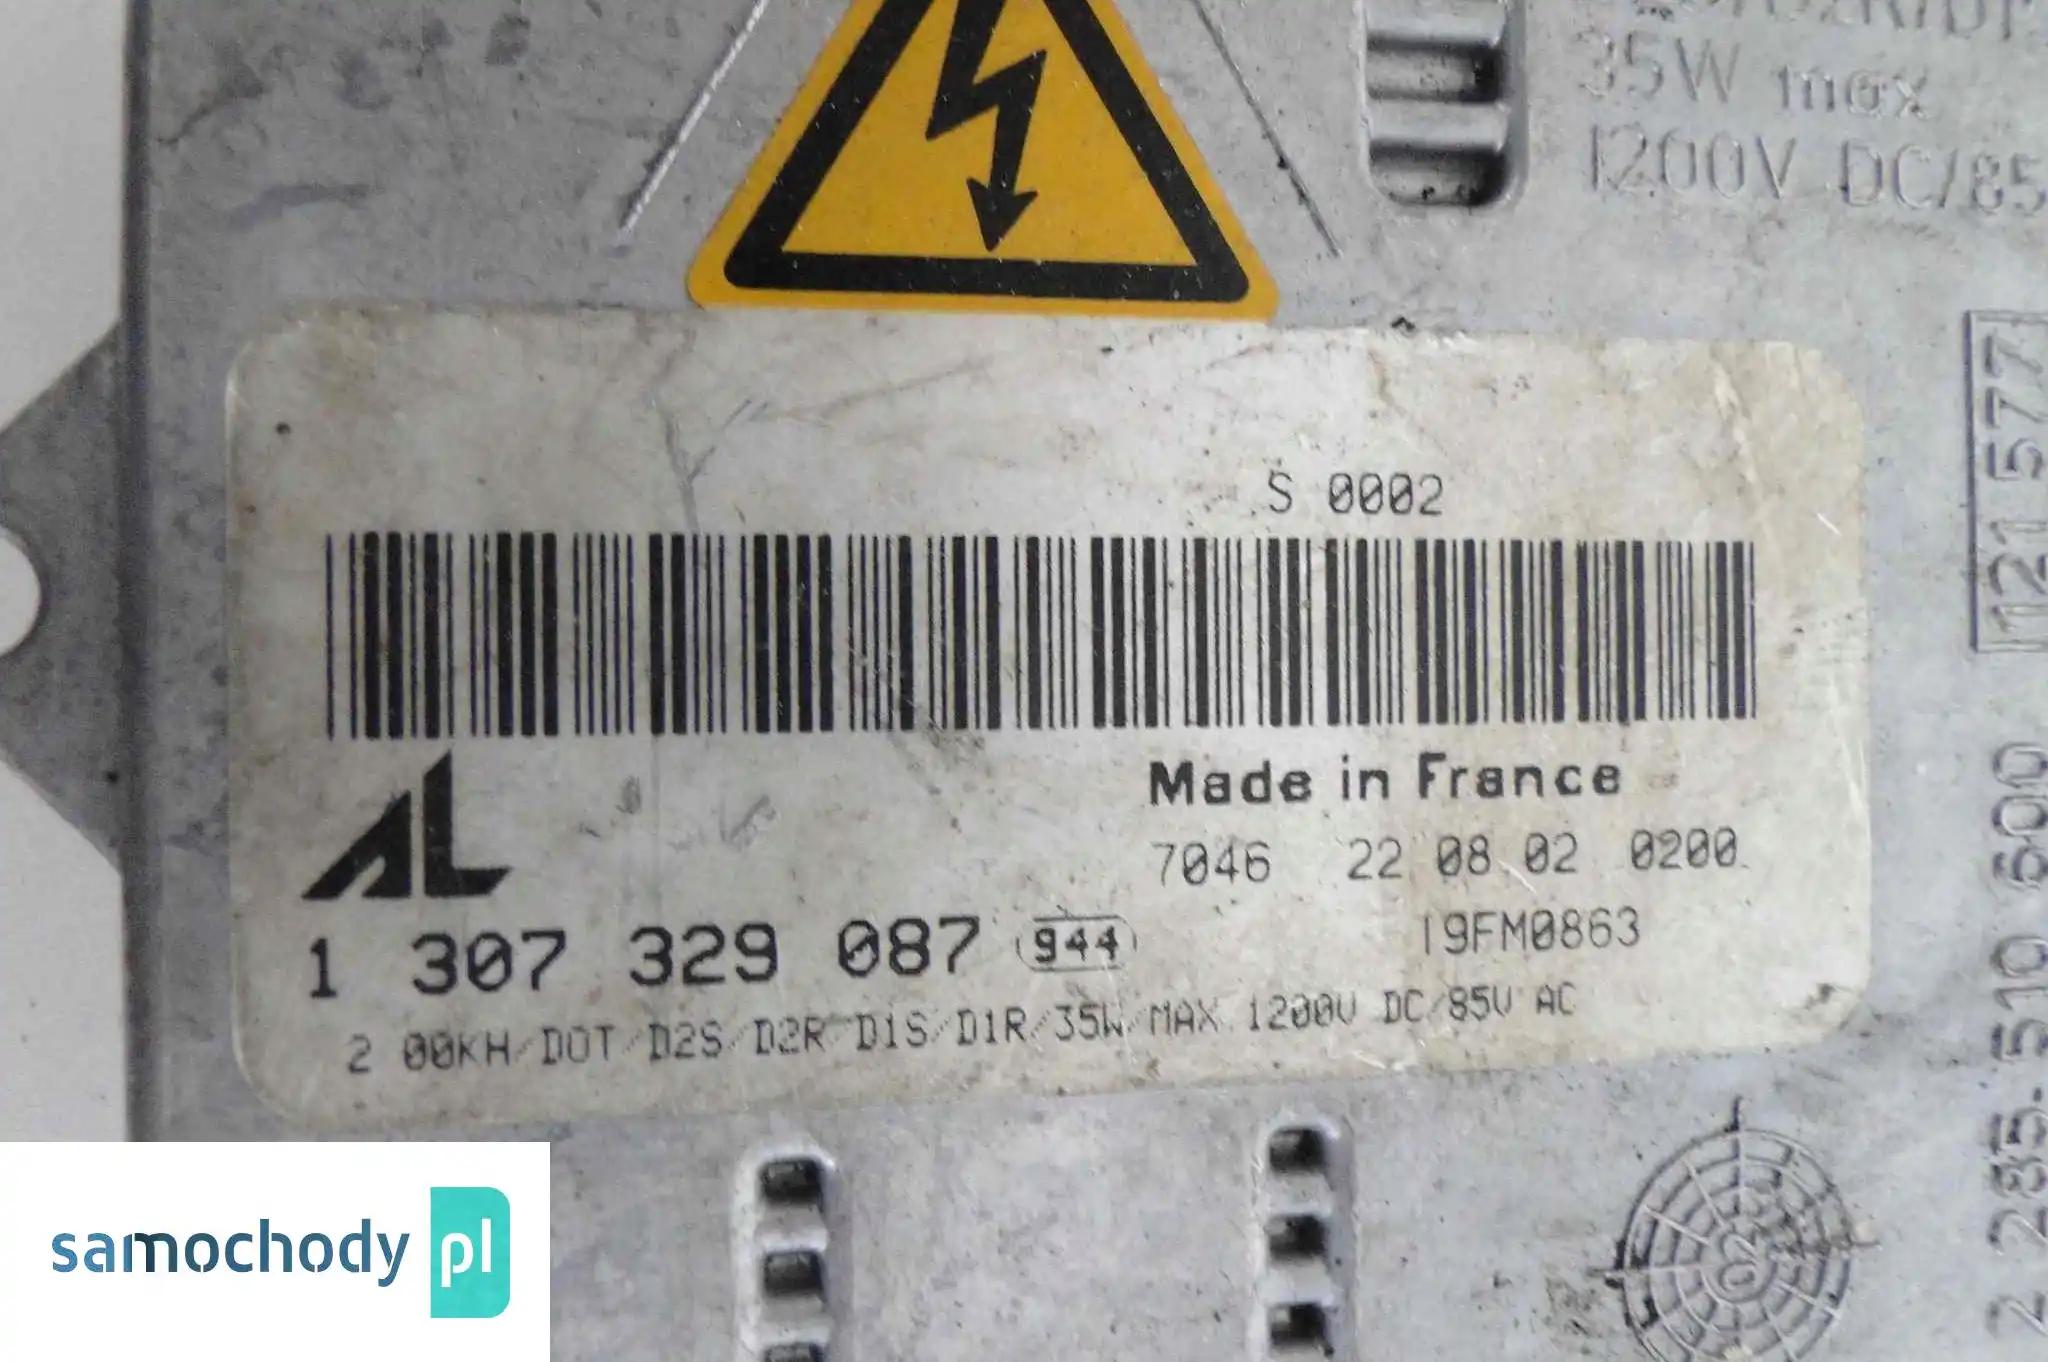 35W max
1200V DC/85
S 0002
AL
Made in France
7046 22 08 02 0200
1 307 329 087 944
19FM0863
2 00KH/DOT/D2S/D2R/D1S/D1R/35W/MAX 1200V DC/85V AC
121 577
2 285.510 600
02
samochody pl